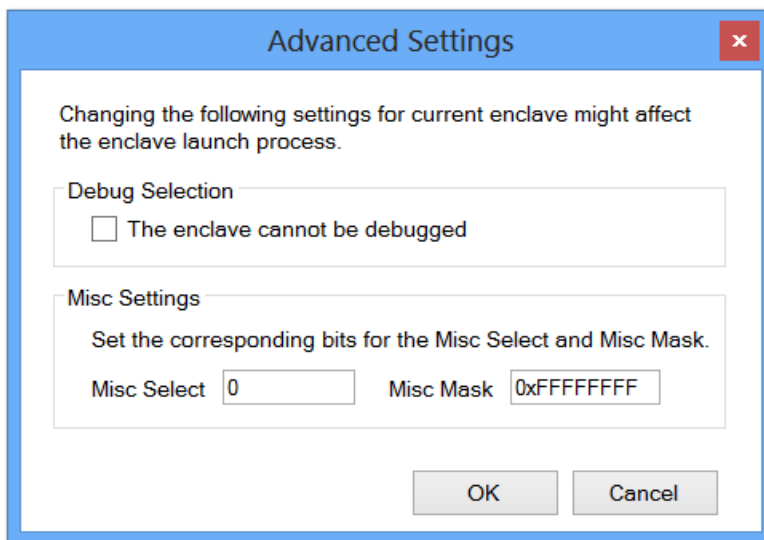 Advanced Settings
Changing the following settings for current enclave might affect
the enclave launch process.
Debug Selection
The enclave cannot be debugged
Misc Settings
Set the corresponding bits for the Misc Select and Misc Mask.
Misc Select 0 Misc Mask 0xFFFFFFFF
OK Cancel